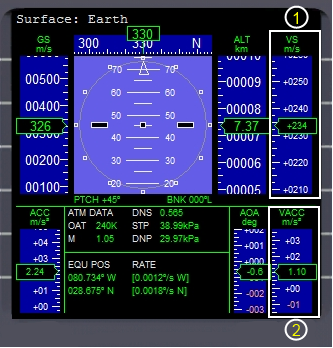 1
Surface: Earth
330
GS
m/s
300 330 N
ALT
km
VS
m/s
00500
00400
326
00200
00100
70 70
60 60
50 50
40 40
30 30
20 20
00010
00009
00008
7.37
00006
00005
+0250
+0240
+234
+0220
+0210
PTCH +45° BNK 000°L
ACC
m/s²
+04
+03
2.24
+01
+00
ATM DATA DNS 0.565
OAT 240K STP 38.99kPa
M 1.05 DNP 29.97kPa
EQU POS RATE
080.734° W [0.0012°/s W]
028.675° N [0.0018°/s N]
AOA
deg
+002
-0.6
-002
-003
VACC
m/s²
+03
+02
1.10
+00
-01
2